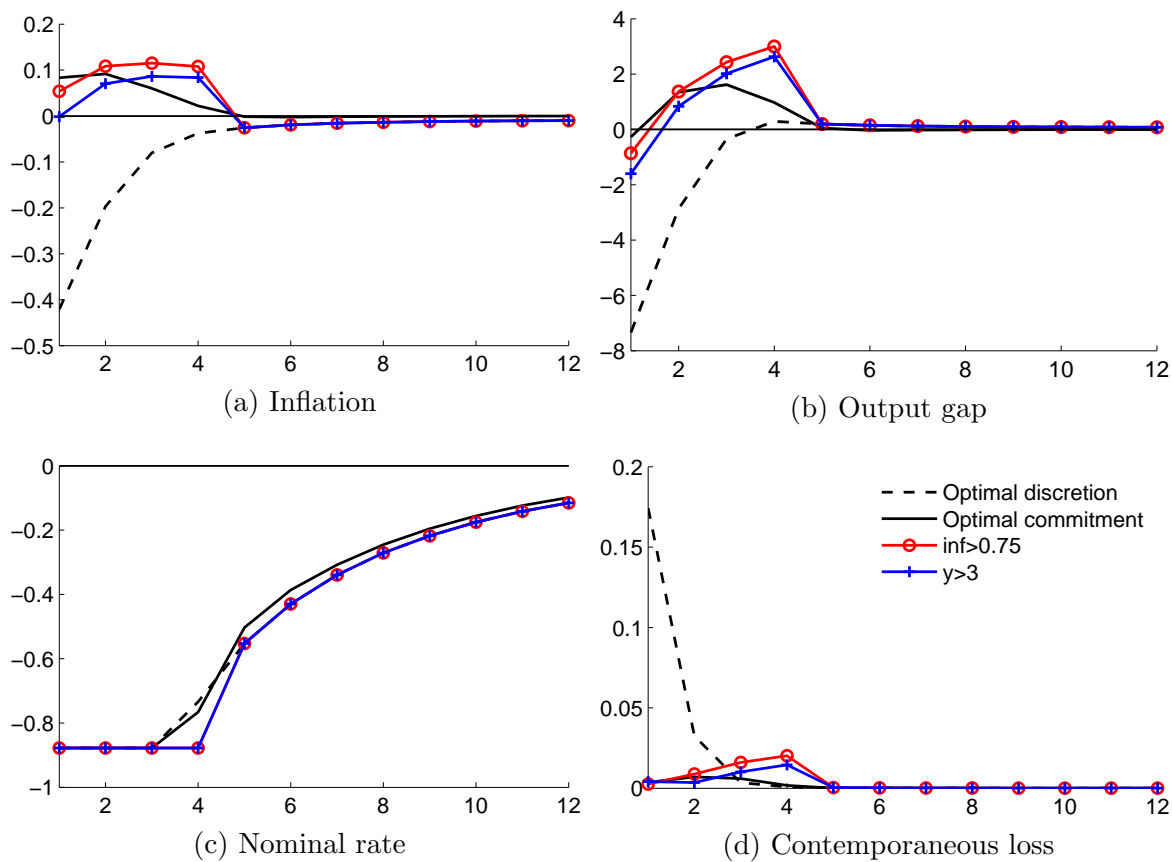 0.2
0.1
0
−0.1
−0.2
−0.3
−0.4
−0.5
2 4 6 8 10 12
(a) Inflation
4
2
0
−2
−4
−6
−8
2 4 6 8 10 12
(b) Output gap
0
−0.2
−0.4
−0.6
−0.8
−1
2 4 6 8 10 12
(c) Nominal rate
0.2
0.15
0.1
0.05
0
2 4 6 8 10 12
Optimal discretion
Optimal commitment
inf>0.75
y>3
(d) Contemporaneous loss